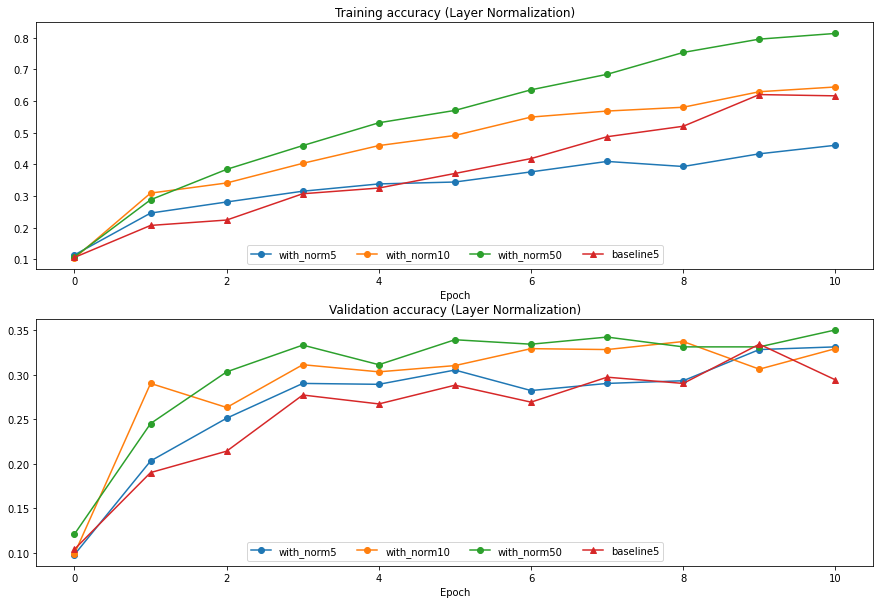 Training accuracy (Layer Normalization)
0.8
0.7
0.6
0.5
0.4
0.3
0.2
0.1
with_norm5 with_norm10 with_norm50 baseline5
0 2 4 6 8 10
Epoch
Validation accuracy (Layer Normalization)
0.35
0.30
0.25
0.20
0.15
0.10
with_norm5 with_norm10 with_norm50 baseline5
0 2 4 6 8 10
Epoch